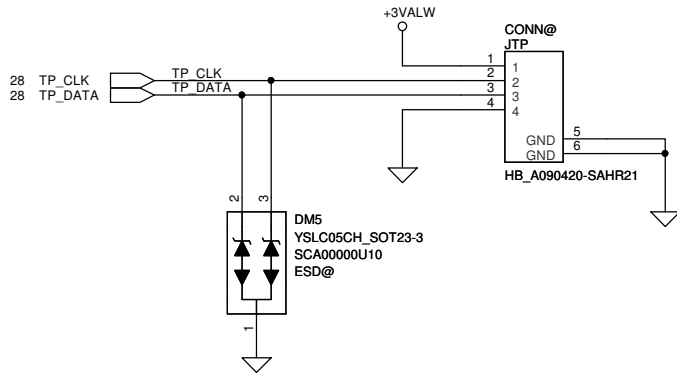 +3VALW
CONN@
JTP
1
2
3
4
1
2
3
4
28 TP_CLK
TP_CLK
28 TP_DATA
TP_DATA
GND
5
GND
6
HB_A090420-SAHR21
2
3
DM5
YSLC05CH_SOT23-3
SCA00000U10
ESD@
1